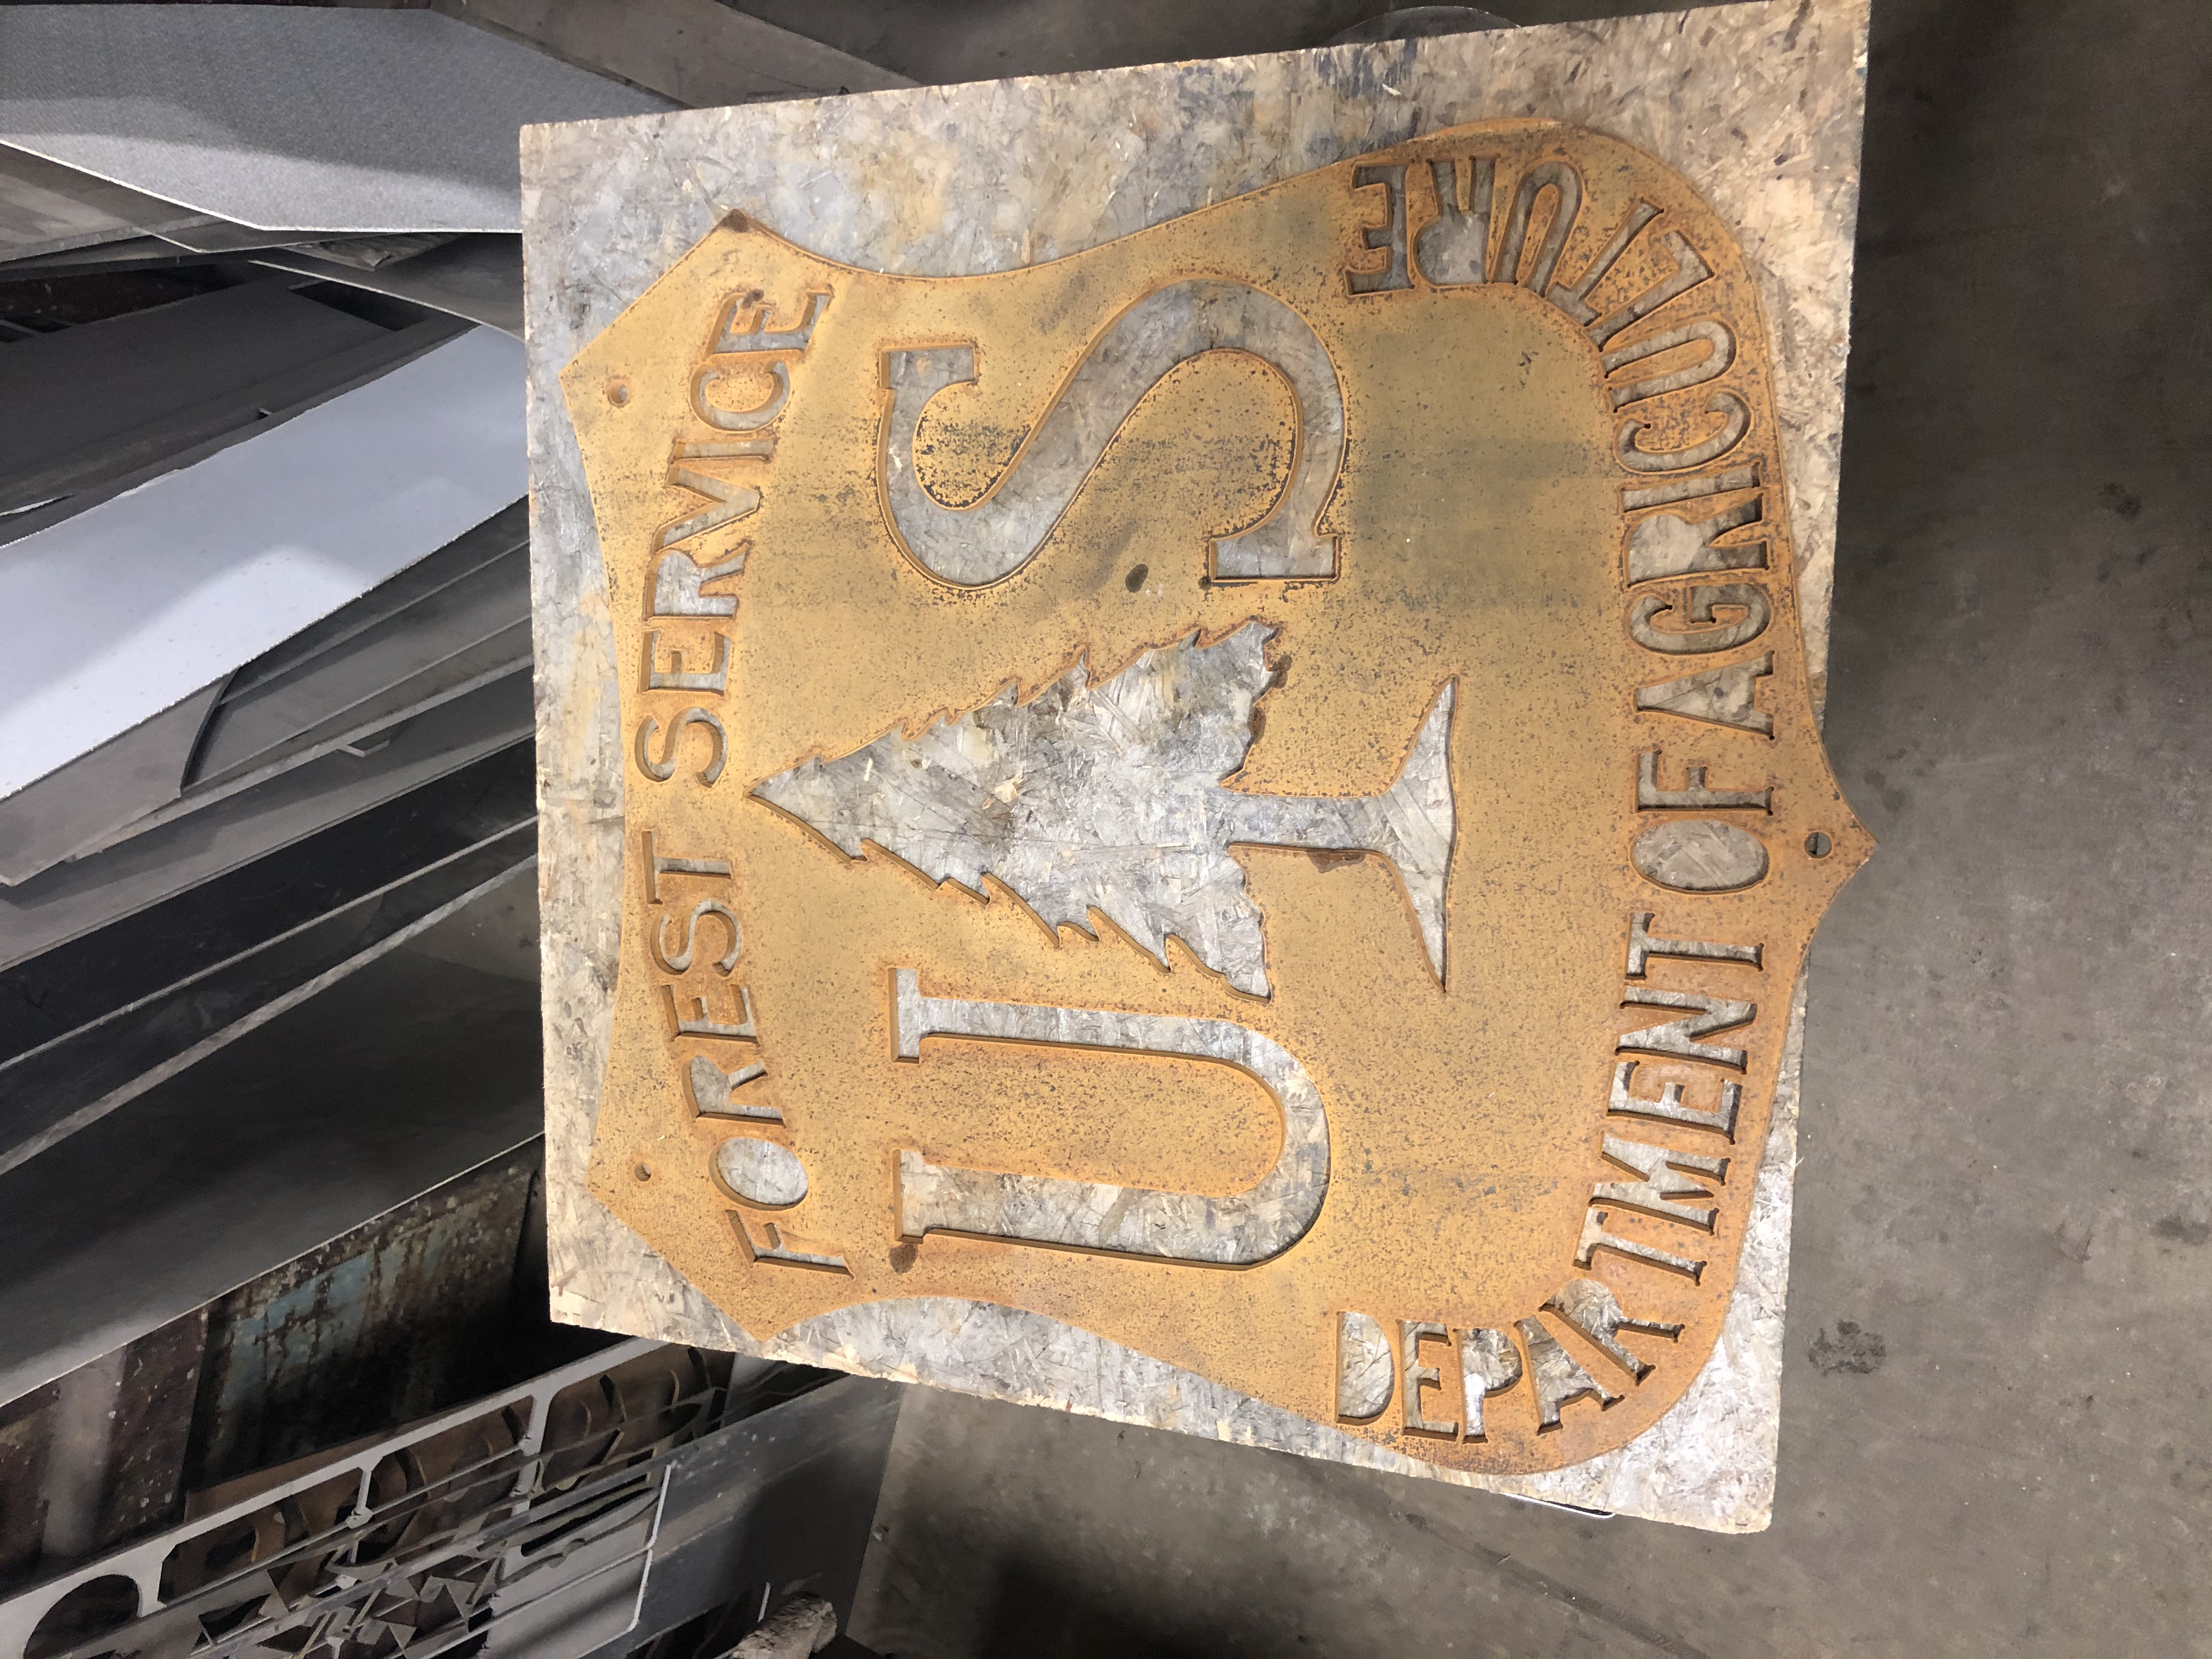 FOREST SERVICE
U S
DEPARTMENT OF AGRICULTURE